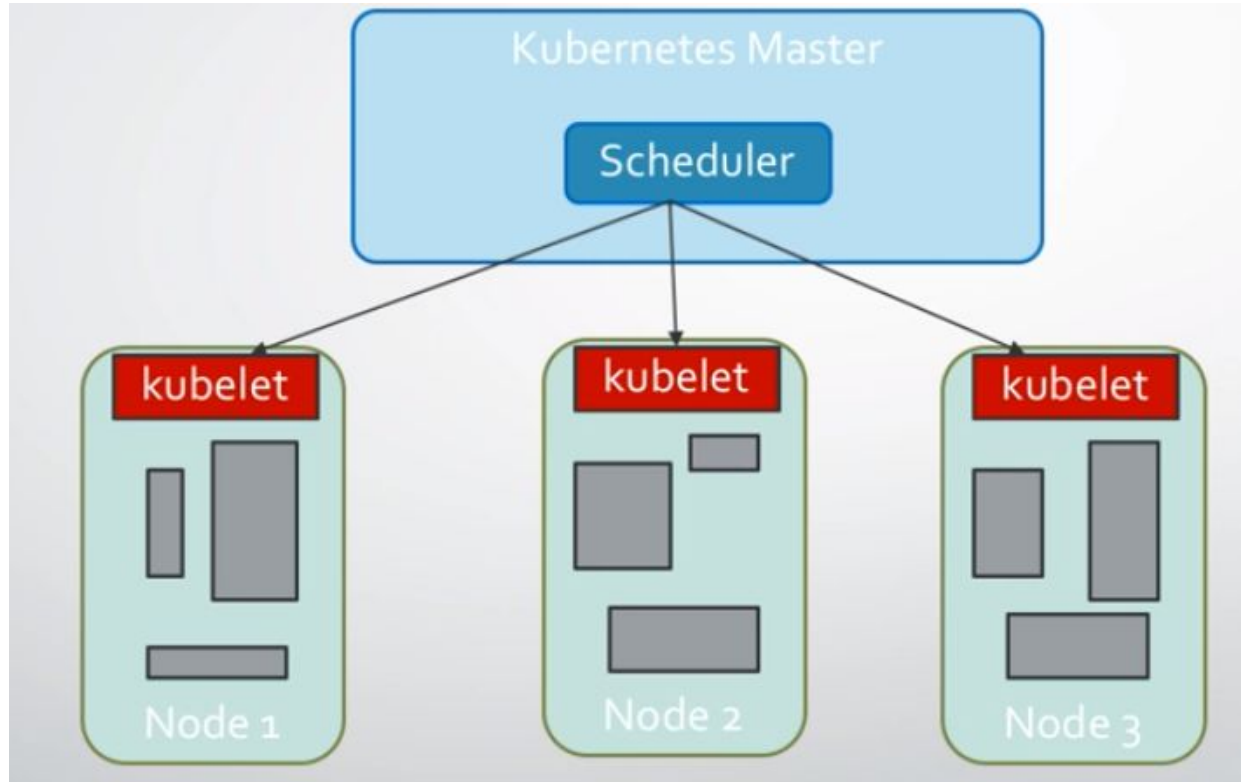 Kubernetes Master
Scheduler
kubelet
kubelet
kubelet
Node 1
Node 2
Node 3